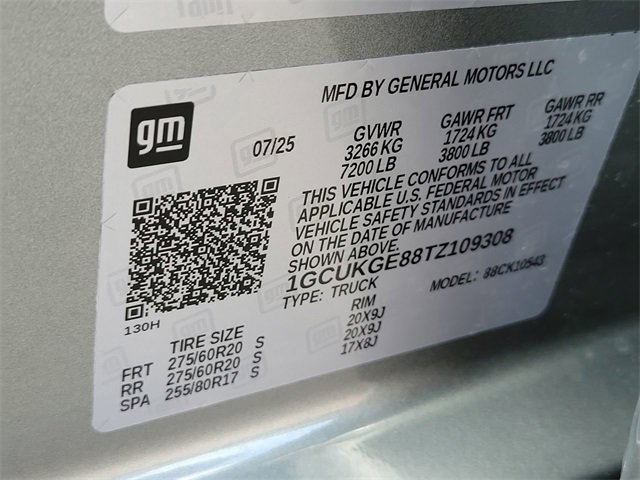 MFD BY GENERAL MOTORS LLC
gm
07/25
GVWR
3266 KG
7200 LB
GAWR FRT
1724 KG
3800 LB
GAWR RR
1724 KG
3800 LB
THIS VEHICLE CONFORMS TO ALL
APPLICABLE U.S. FEDERAL MOTOR
VEHICLE SAFETY STANDARDS IN EFFECT
ON THE DATE OF MANUFACTURE
SHOWN ABOVE.
1GCUKGE88TZ109308
TYPE: TRUCK
MODEL: 88CK10543
130H
TIRE SIZE
RIM
FRT 275/60R20 S 20X9J
RR 275/60R20 S 20X9J
SPA 255/80R17 S 17X8J